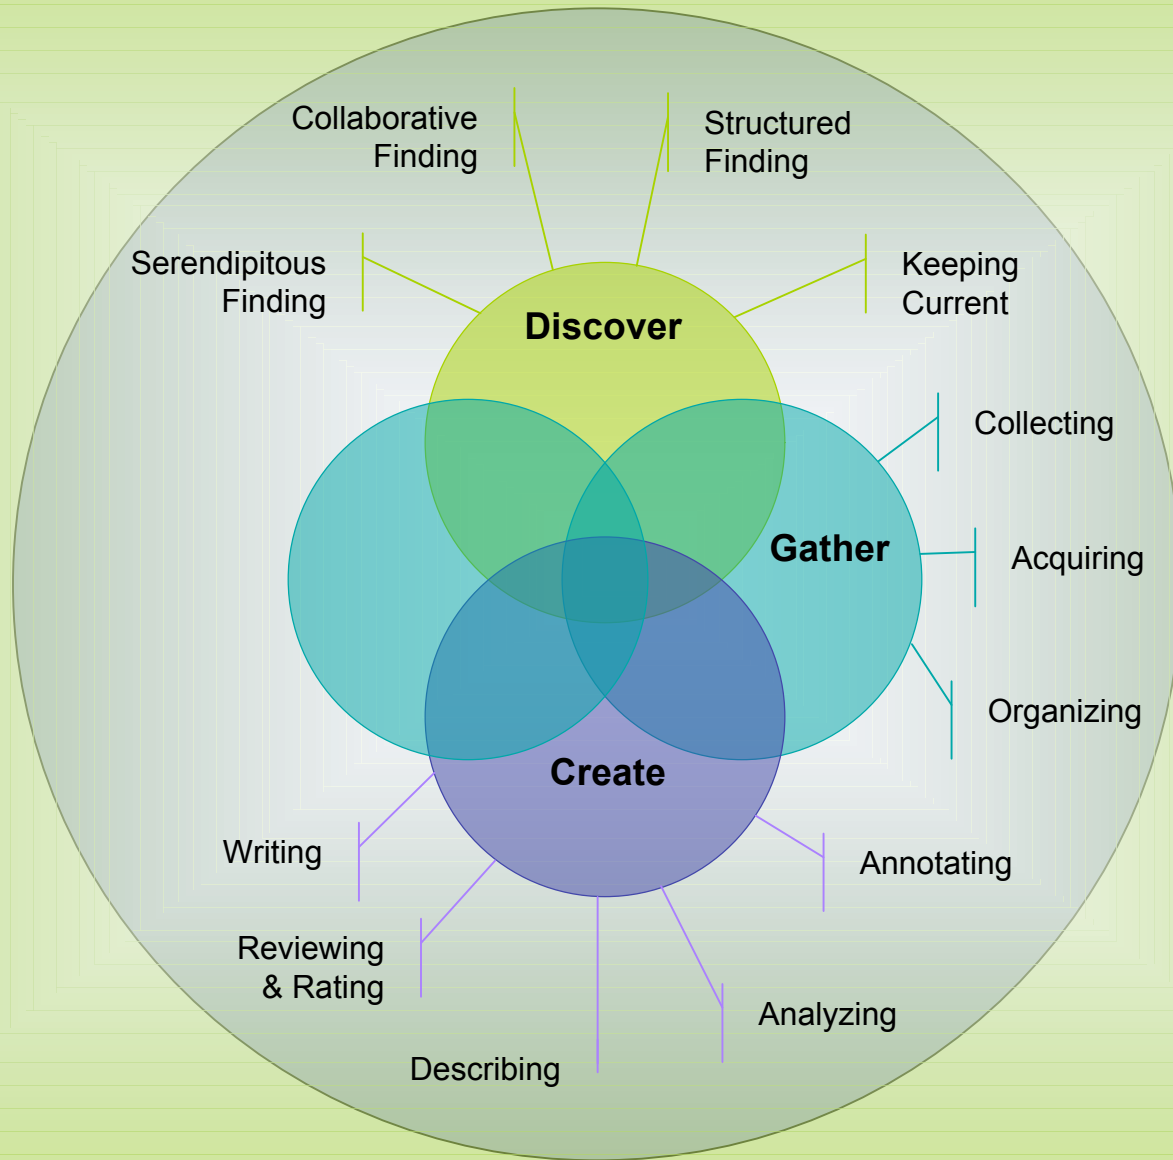 Collaborative
Finding
Structured
Finding
Serendipitous
Finding
Keeping
Current
Discover
Collecting
Gather
Acquiring
Organizing
Create
Writing
Annotating
Reviewing
& Rating
Analyzing
Describing